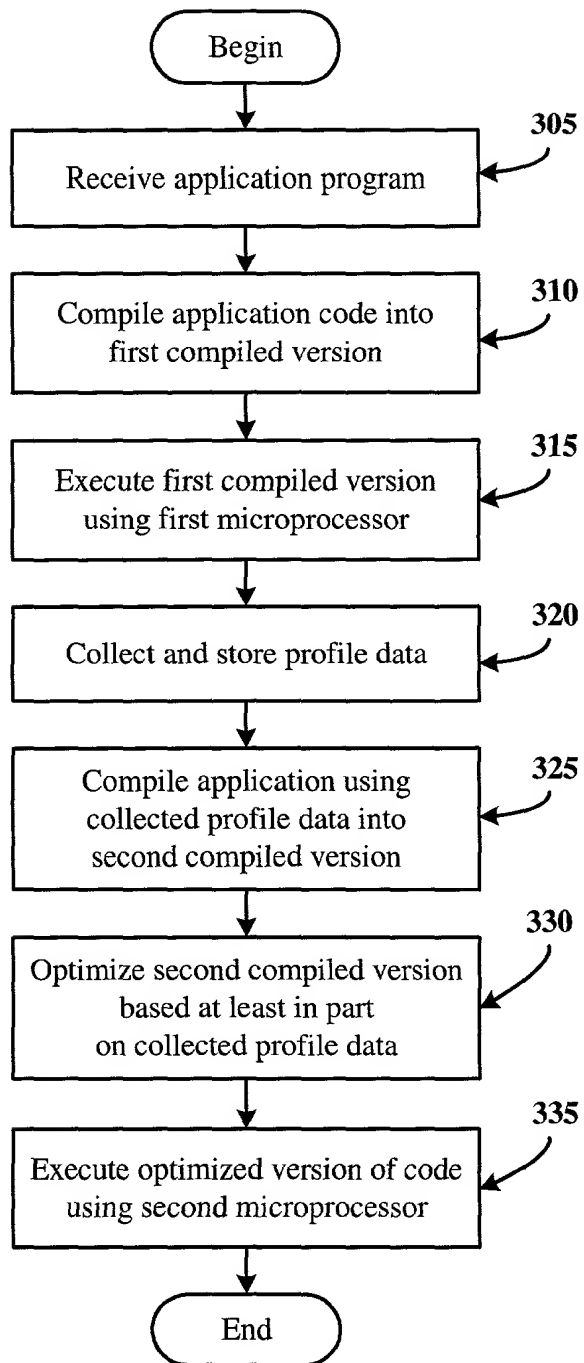 Begin
305
Receive application program
310
Compile application code into
first compiled version
315
Execute first compiled version
using first microprocessor
320
Collect and store profile data
325
Compile application using
collected profile data into
second compiled version
330
Optimize second compiled version
based at least in part
on collected profile data
335
Execute optimized version of code
using second microprocessor
End